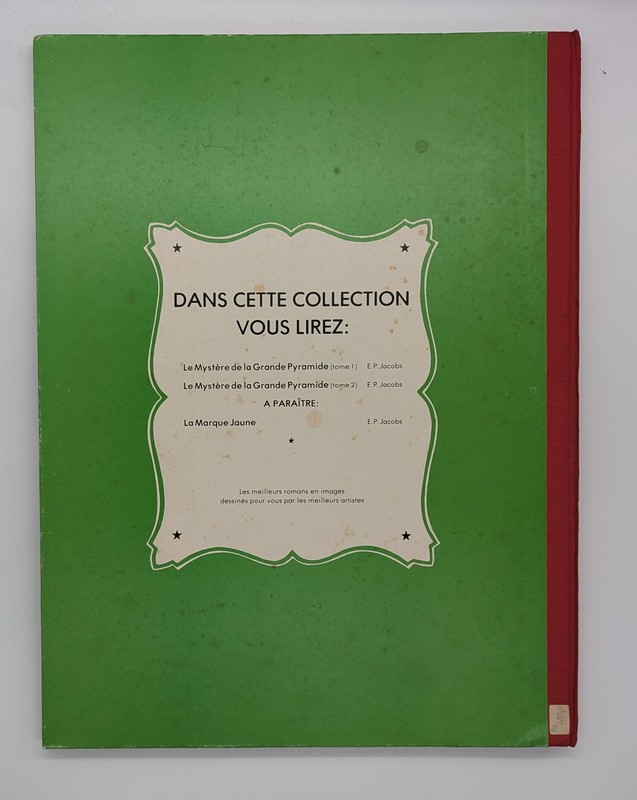 DANS CETTE COLLECTION
VOUS LIREZ:
Le Mystère de la Grande Pyramide (tome 1) E.P. Jacobs
Le Mystère de la Grande Pyramide (tome 2) E.P. Jacobs
A PARAÎTRE:
La Marque Jaune E.P. Jacobs
Les meilleurs romans en images
dessinés pour vous par les meilleurs artistes